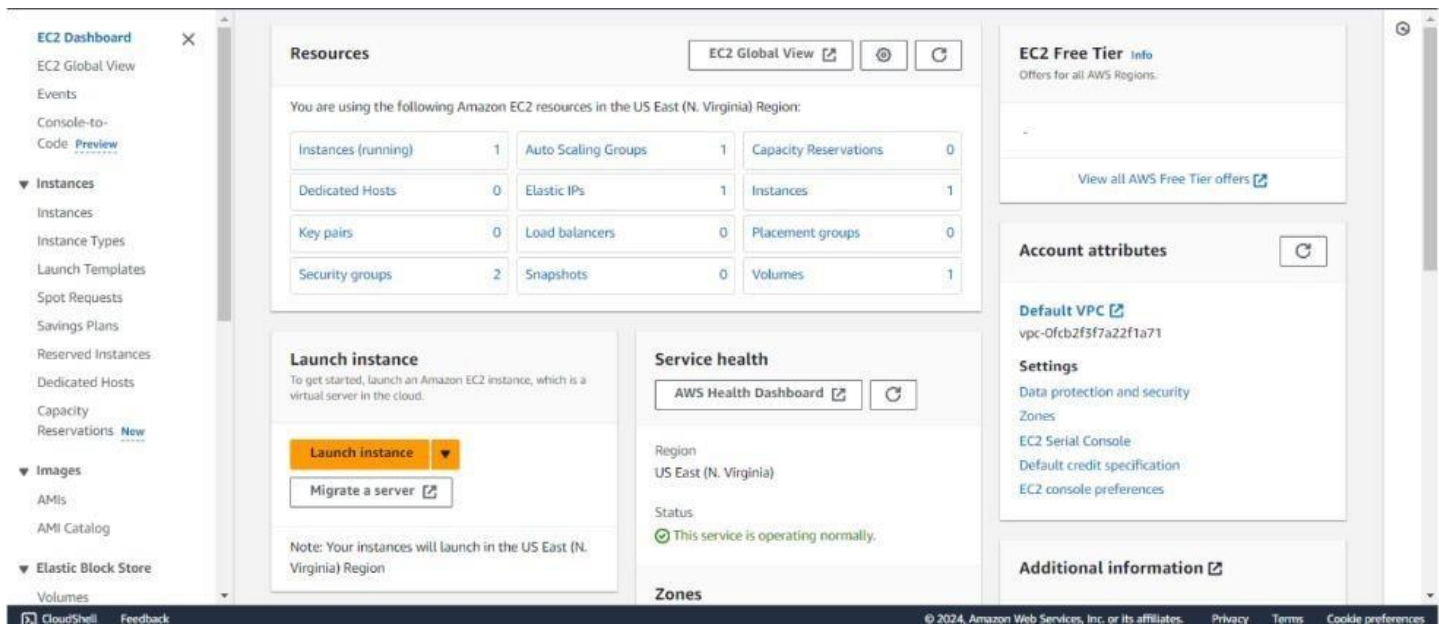 EC2 Dashboard
EC2 Global View
Events
Console-to-
Code Preview
Instances
Instances
Instance Types
Launch Templates
Spot Requests
Savings Plans
Reserved Instances
Dedicated Hosts
Capacity
Reservations New
Images
AMIs
AMI Catalog
Elastic Block Store
Volumes
Resources
EC2 Global View
You are using the following Amazon EC2 resources in the US East (N. Virginia) Region:
Instances (running) 1 Auto Scaling Groups 1 Capacity Reservations 0
Dedicated Hosts 0 Elastic IPs 1 Instances 1
Key pairs 0 Load balancers 0 Placement groups 0
Security groups 2 Snapshots 0 Volumes 1
Launch instance
To get started, launch an Amazon EC2 instance, which is a
virtual server in the cloud.
Launch instance
Migrate a server
Note: Your instances will launch in the US East (N.
Virginia) Region
Service health
AWS Health Dashboard
Region
US East (N. Virginia)
Status
This service is operating normally.
Zones
EC2 Free Tier Info
Offers for all AWS Regions.
-
View all AWS Free Tier offers
Account attributes
Default VPC
vpc-0fcb2f3f7a22f1a71
Settings
Data protection and security
Zones
EC2 Serial Console
Default credit specification
EC2 console preferences
Additional information
CloudShell Feedback © 2024, Amazon Web Services, Inc. or its affiliates. Privacy Terms Cookie preferences